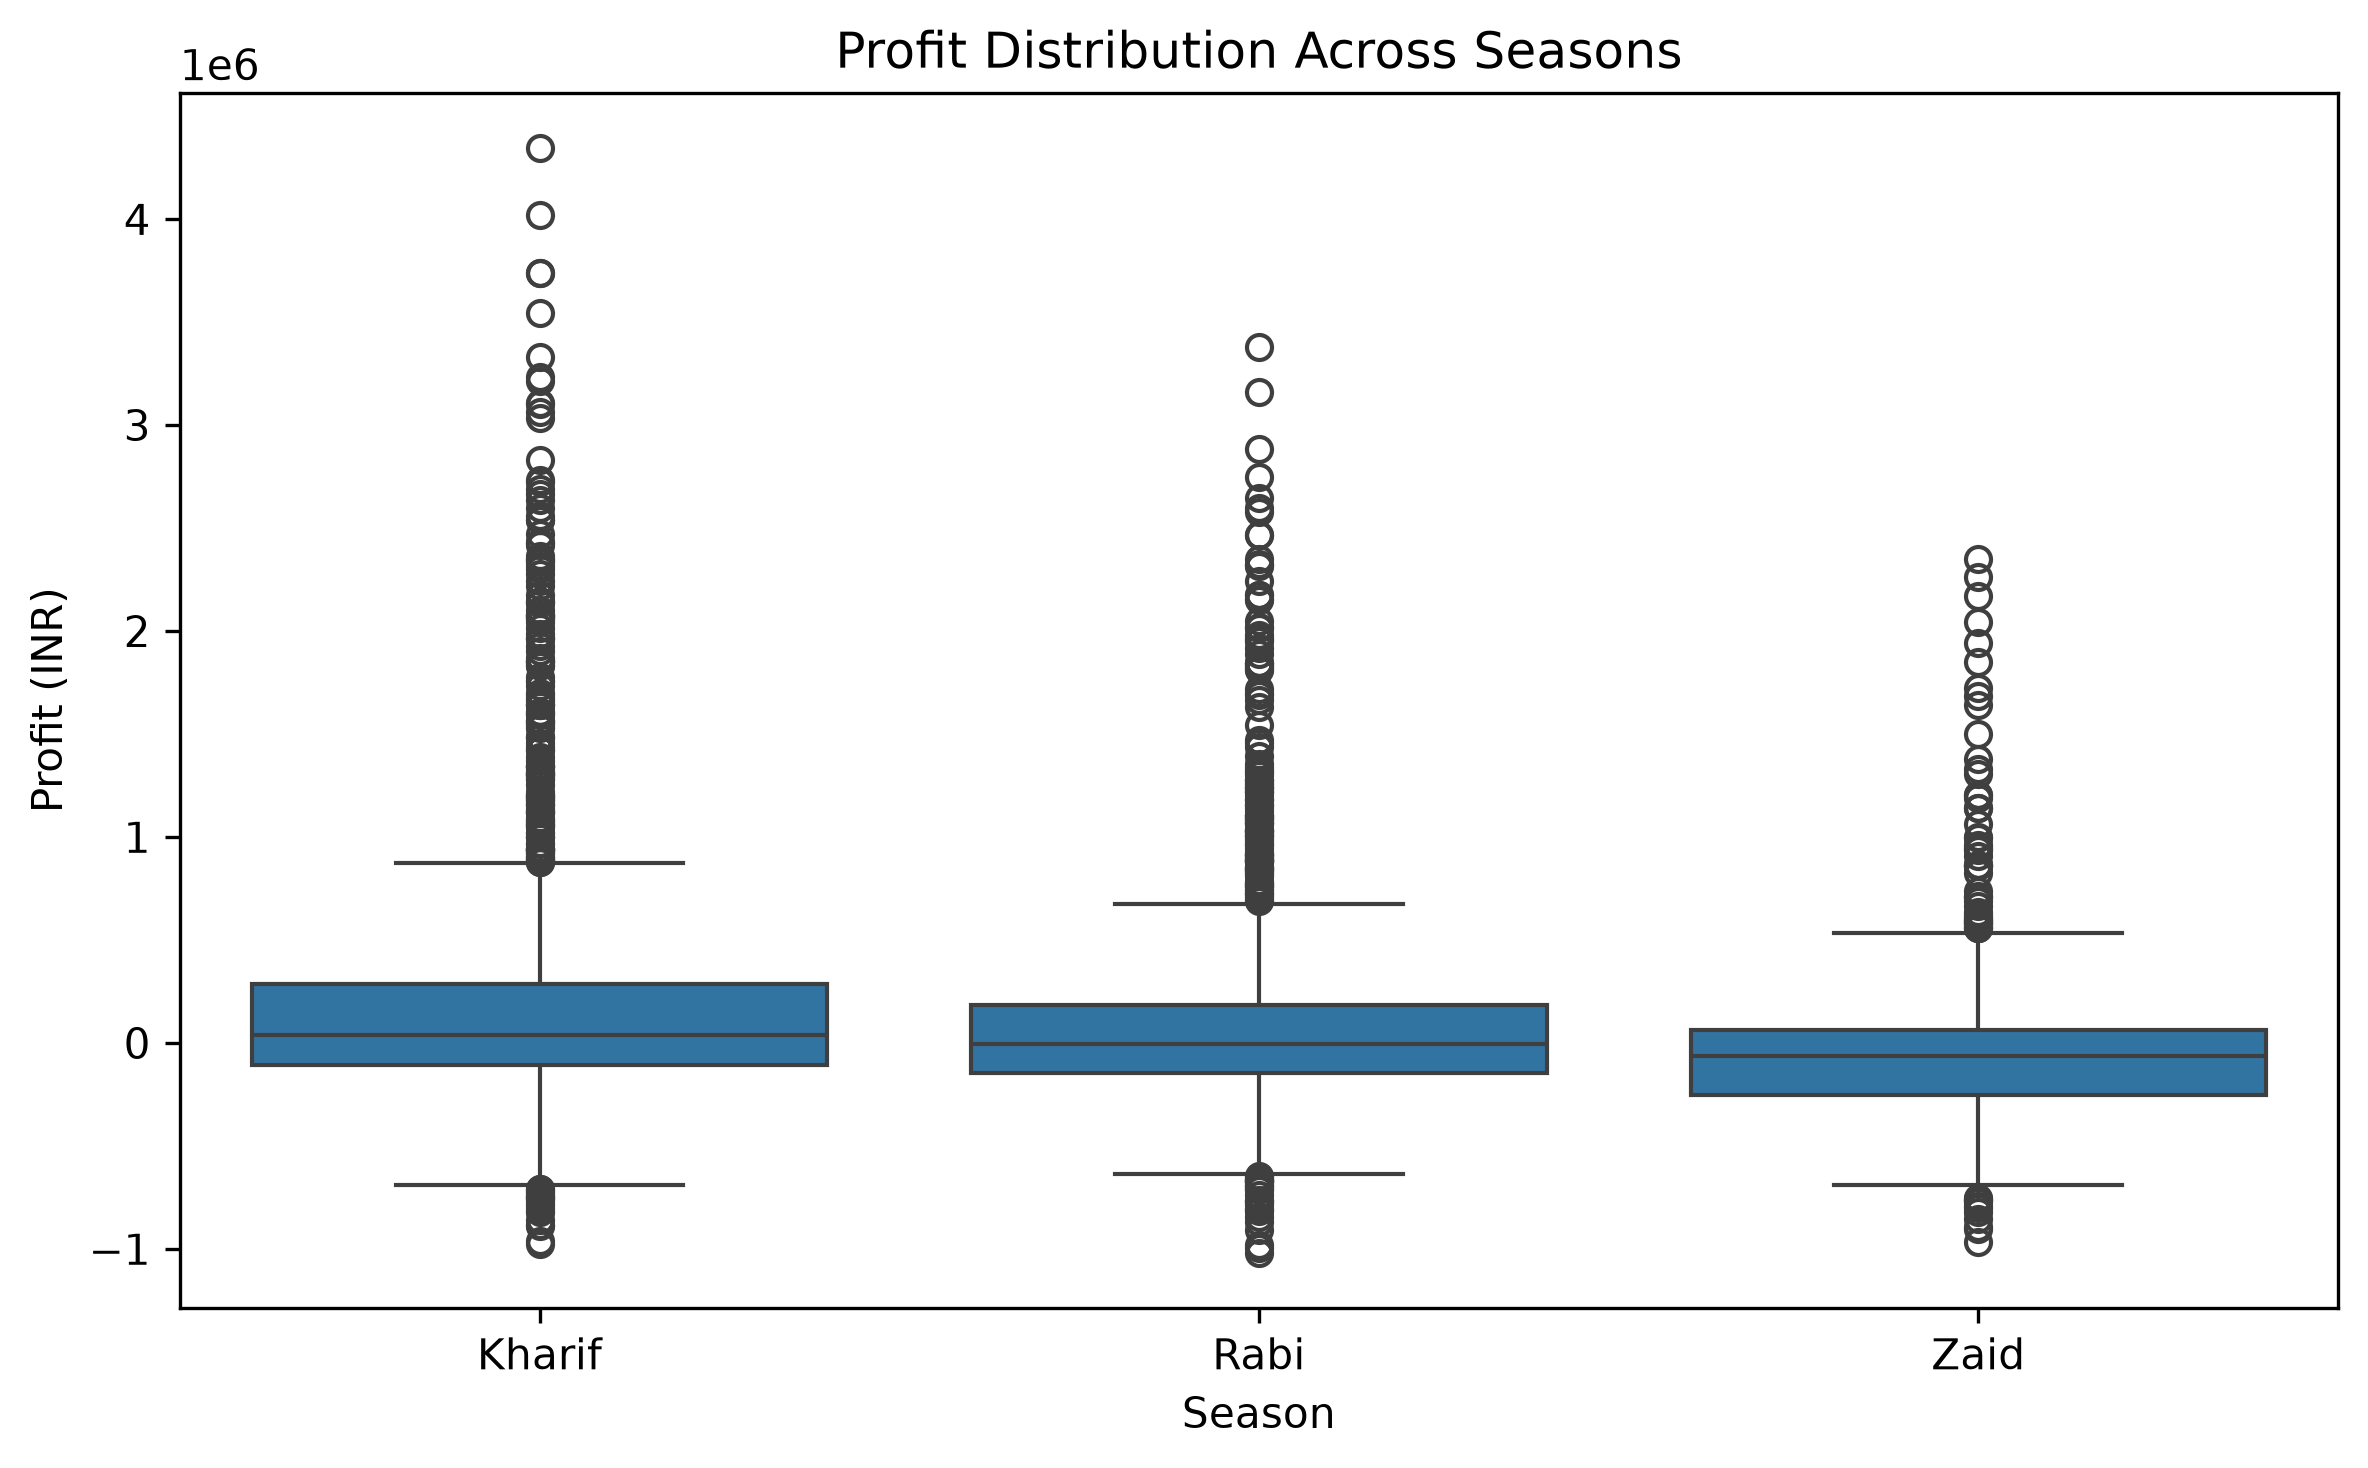 Profit Distribution Across Seasons
1e6
4
3
2
1
0
−1
Profit (INR)
Kharif
Rabi
Zaid
Season